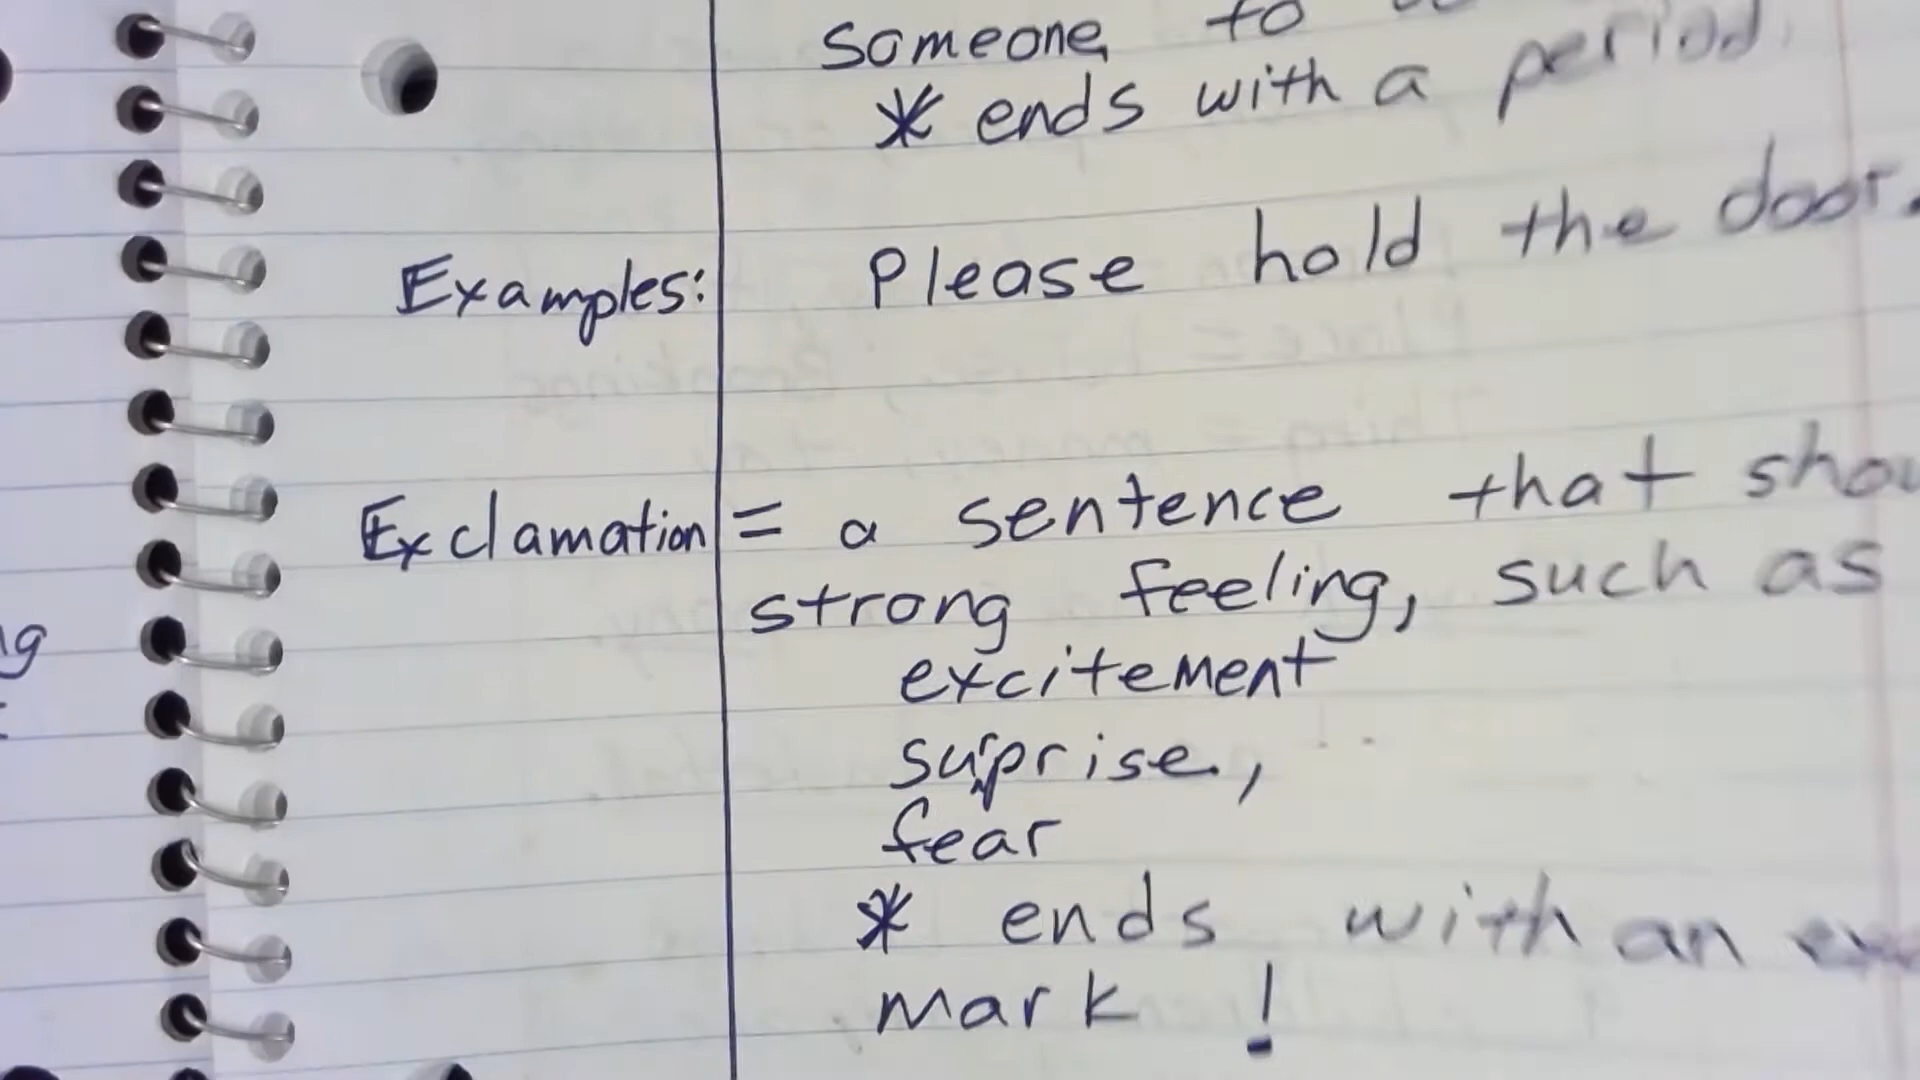 someone to
* ends with a period.
Examples: Please hold the door.
Exclamation = a sentence that
strong feeling, such as
excitement
surprise,
fear
* ends with an
mark !